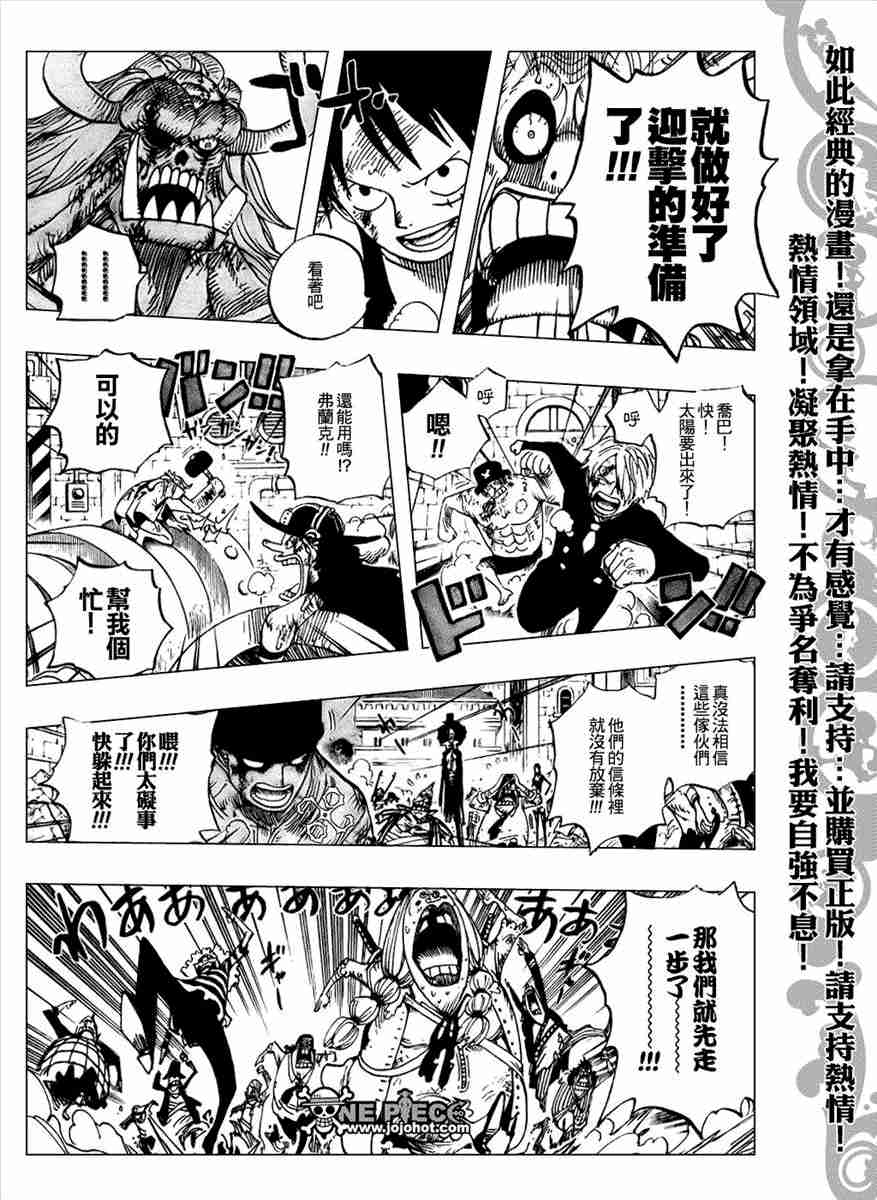 如此經典的漫畫！還是拿在手中…才有感覺…請支持…並購買正版！請支持熱情！
熱情領域！凝聚熱情！不為爭名奪利！我要自強不息！
就做好了
迎擊的準備
了!!!
看著吧
…………
喬巴！
快！
太陽要出來了！
呼
呼
嗯!!
ドドン!!
還能用嗎!?
弗蘭克!!
可以的
幫我個
忙！
真沒法相信
這些傢伙們
…………
他們的信條裡
就沒有放棄!!!
喂!!!
你們太礙事
了!!!
快躲起來!!!
那我們就先走
一步了～
～～～!!!
わあああああ
ONE PIECE
www.jojohot.com